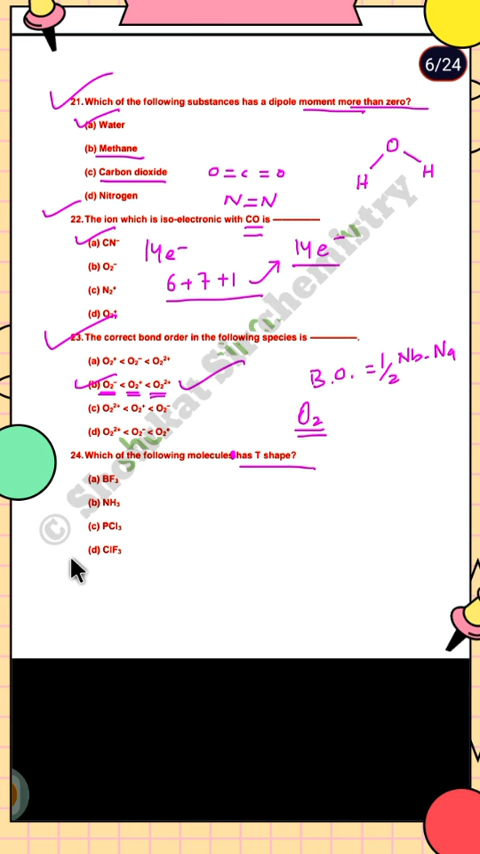 6/24
21. Which of the following substances has a dipole moment more than zero?
(a) Water
(b) Methane
(c) Carbon dioxide O=C=O
(d) Nitrogen N=N
O
H H
22. The ion which is iso-electronic with CO is
(a) CN⁻ 14e⁻ 14e⁻
(b) O₂⁻
6+7+1
(c) N₂⁺
(d) O₂⁺
23. The correct bond order in the following species is
(a) O₂⁺ < O₂⁻ < O₂²⁺
(b) O₂⁻ < O₂⁺ < O₂²⁺
B.O. = 1/2 Nb-Na
(c) O₂²⁺ < O₂⁺ < O₂⁻
O₂
(d) O₂²⁺ < O₂⁻ < O₂⁺
24. Which of the following molecules has T shape?
(a) BF₃
(b) NH₃
(c) PCl₃
(d) ClF₃
© Shoukat Sir chemistry